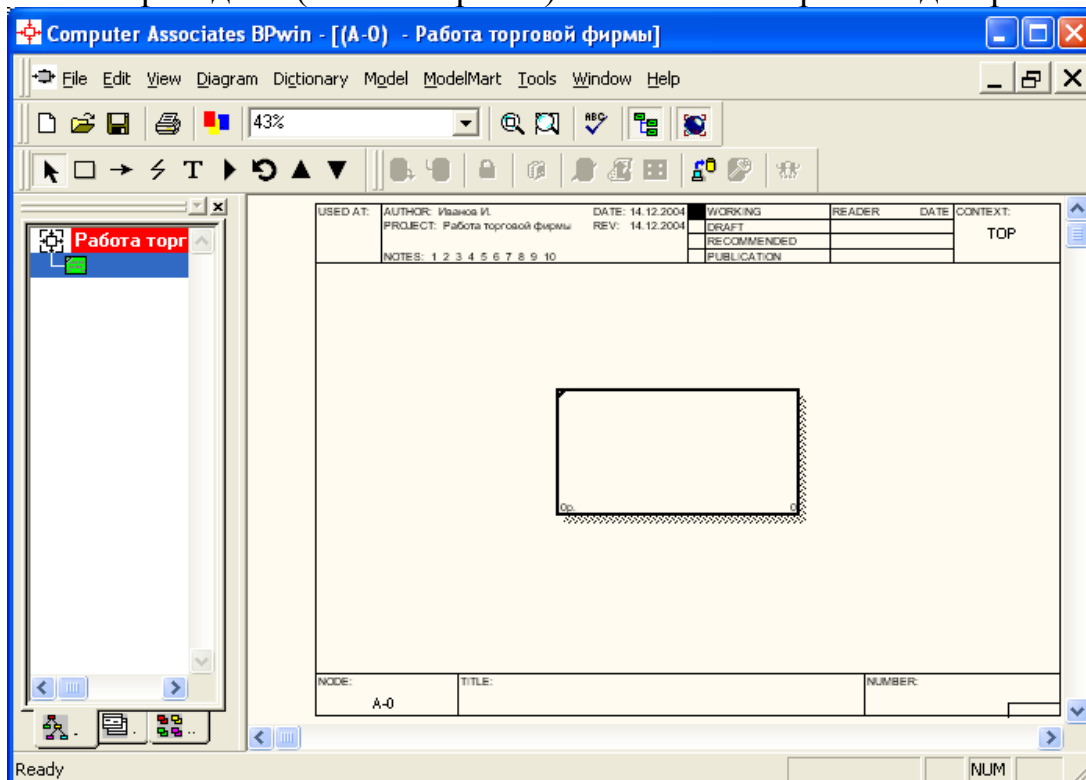 Computer Associates BPwin - [(A-0) - Работа торговой фирмы]
File Edit View Diagram Dictionary Model ModelMart Tools Window Help
43%
ABC
T
Работа торг
USED AT: AUTHOR: Иванов И. DATE: 14.12.2004 WORKING READER DATE CONTEXT:
PROJECT: Работа торговой фирмы REV: 14.12.2004 DRAFT
TOP
RECOMMENDED
NOTES: 1 2 3 4 5 6 7 8 9 10 PUBLICATION
0р. 0
NODE: TITLE: NUMBER:
A-0
Ready NUM